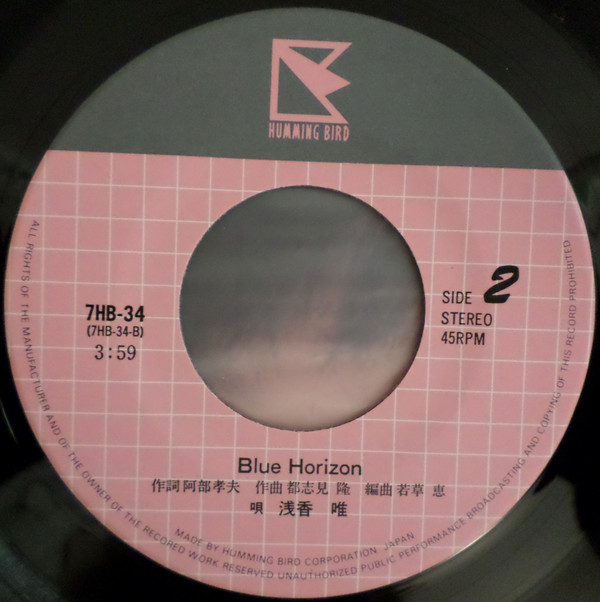 HUMMING BIRD
7HB-34
(7HB-34-B)
3:59
SIDE 2
STEREO
45RPM
Blue Horizon
作詞 阿部孝夫 作曲 都志見 隆 編曲 若草 恵
唄 浅香 唯
MADE BY HUMMING BIRD CORPORATION, JAPAN
ALL RIGHTS OF THE MANUFACTURER AND OF THE OWNER OF THE RECORDED WORK RESERVED UNAUTHORIZED PUBLIC PERFORMANCE BROADCASTING AND COPYING OF THIS RECORD PROHIBITED